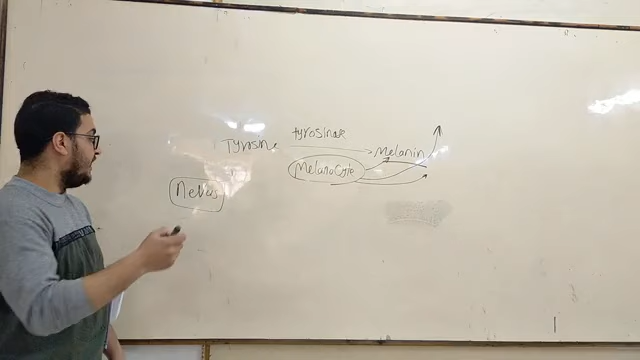 tyrosinase
Tyrosine
Melanin
Melanocyte
Nevus